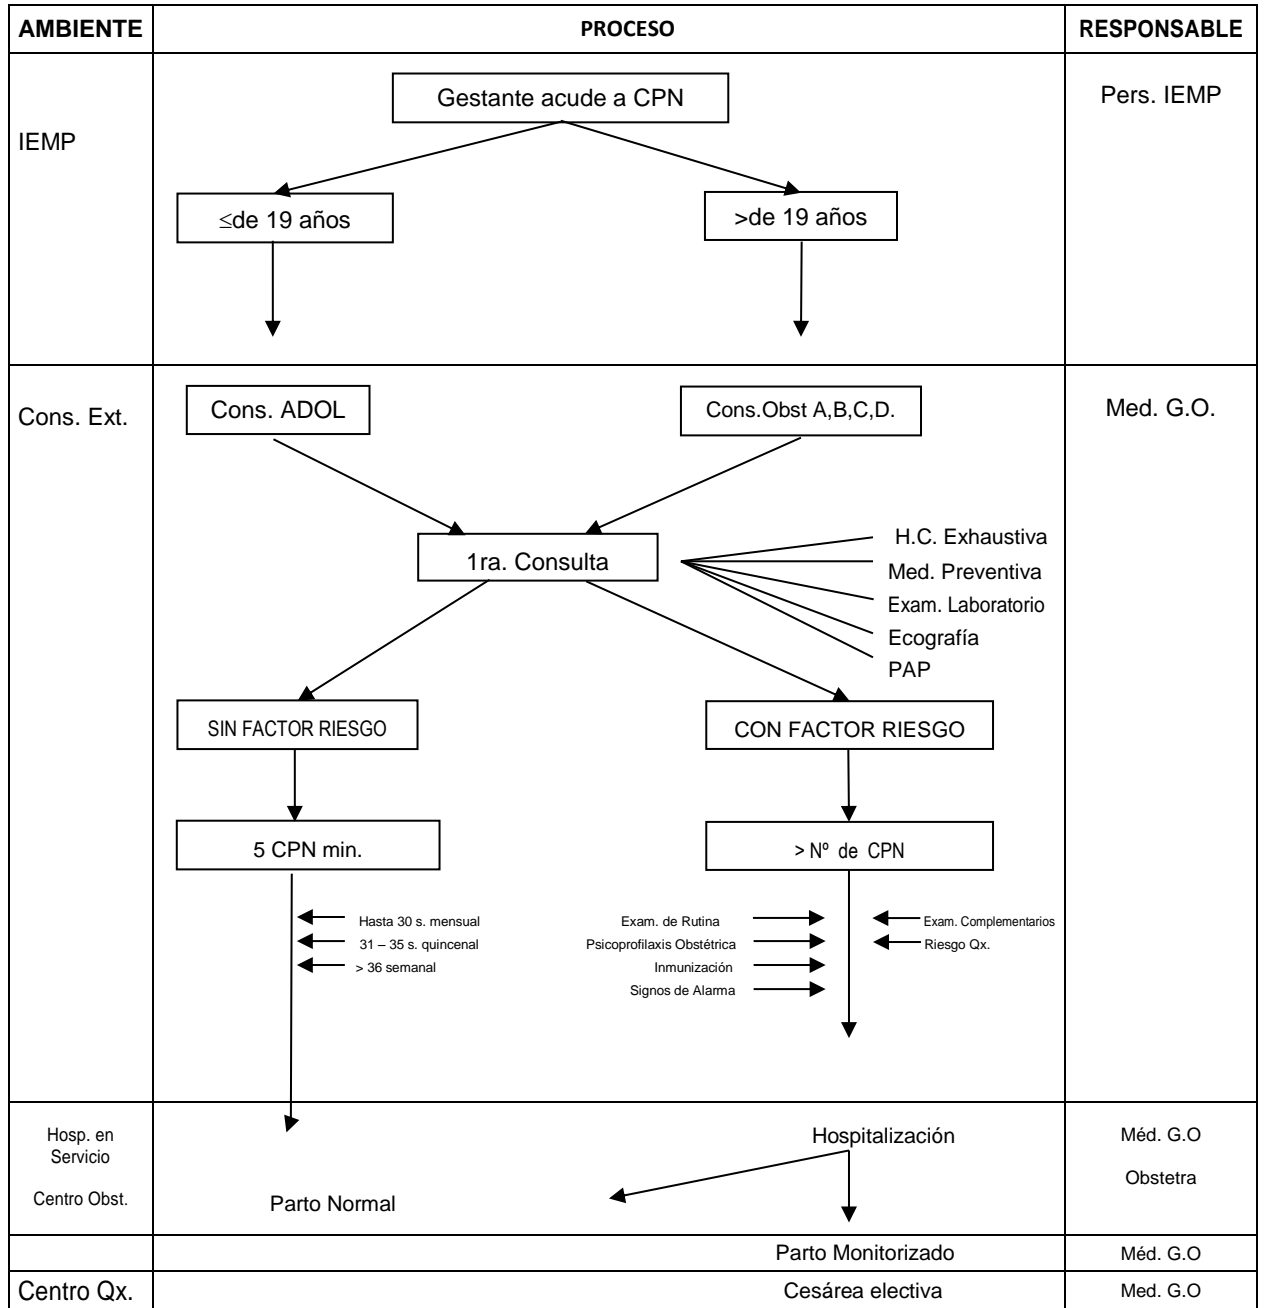 AMBIENTE
PROCESO
RESPONSABLE
IEMP
Gestante acude a CPN
Pers. IEMP
≤de 19 años
>de 19 años
Cons. Ext.
Cons. ADOL
Cons.Obst A,B,C,D.
Med. G.O.
1ra. Consulta
H.C. Exhaustiva
Med. Preventiva
Exam. Laboratorio
Ecografía
PAP
SIN FACTOR RIESGO
CON FACTOR RIESGO
5 CPN min.
> Nº de CPN
Hasta 30 s. mensual
31 – 35 s. quincenal
> 36 semanal
Exam. de Rutina
Psicoprofilaxis Obstétrica
Inmunización
Signos de Alarma
Exam. Complementarios
Riesgo Qx.
Hosp. en
Servicio
Centro Obst.
Hospitalización
Parto Normal
Méd. G.O
Obstetra
Parto Monitorizado
Méd. G.O
Centro Qx.
Cesárea electiva
Med. G.O